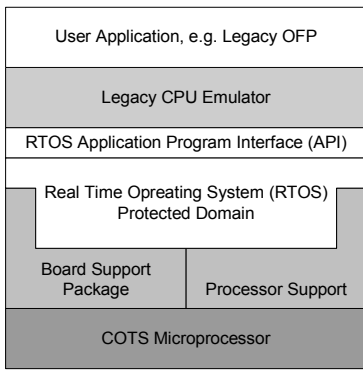 User Application, e.g. Legacy OFP
Legacy CPU Emulator
RTOS Application Program Interface (API)
Real Time Opreating System (RTOS)
Protected Domain
Board Support
Package
Processor Support
COTS Microprocessor